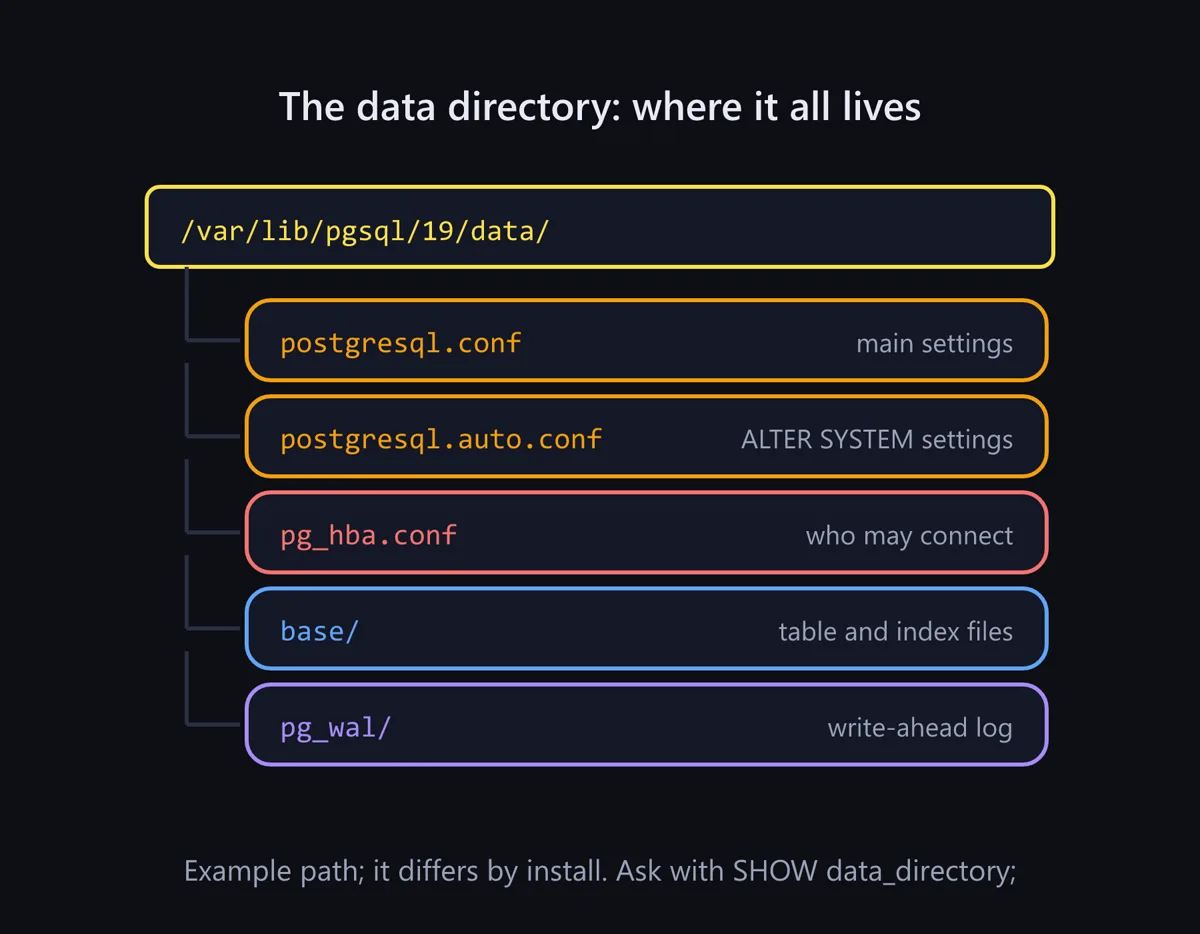 The data directory: where it all lives
/var/lib/pgsql/19/data/
postgresql.conf main settings
postgresql.auto.conf ALTER SYSTEM settings
pg_hba.conf who may connect
base/ table and index files
pg_wal/ write-ahead log
Example path; it differs by install. Ask with SHOW data_directory;